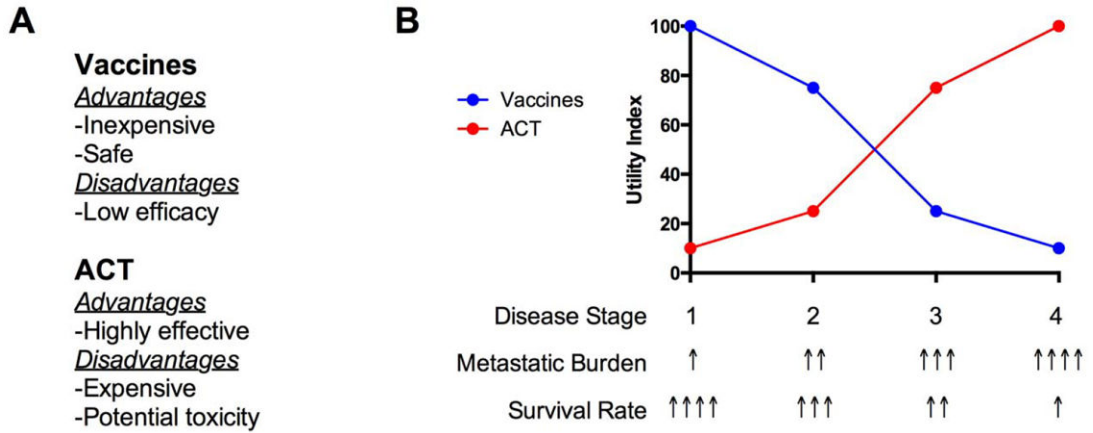 A
Vaccines
Advantages
-Inexpensive
-Safe
Disadvantages
-Low efficacy
ACT
Advantages
-Highly effective
Disadvantages
-Expensive
-Potential toxicity
B
Vaccines
ACT
Utility Index
100
80
60
40
20
0
Disease Stage 1 2 3 4
Metastatic Burden ↑ ↑↑ ↑↑↑ ↑↑↑↑
Survival Rate ↑↑↑↑ ↑↑↑ ↑↑ ↑